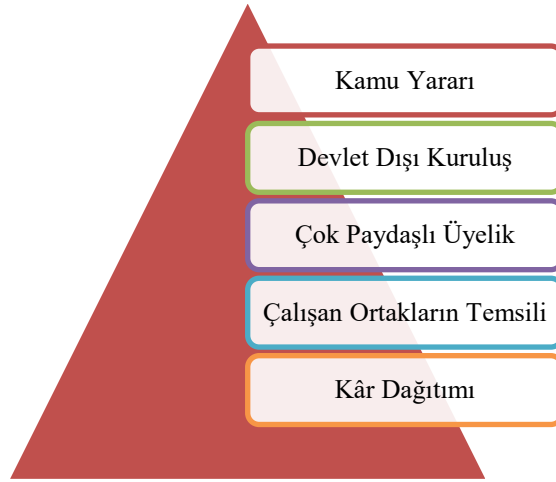 Kamu Yararı
Devlet Dışı Kuruluş
Çok Paydaşlı Üyelik
Çalışan Ortakların Temsili
Kâr Dağıtımı